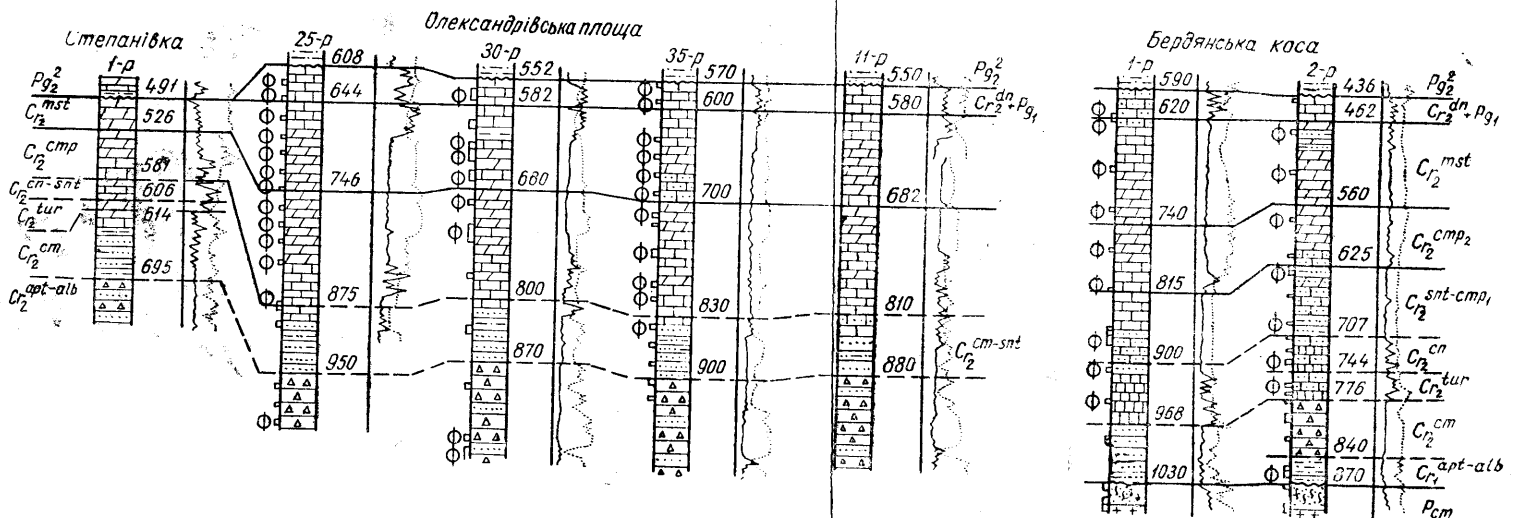 Степанівка
1-р
Pg₂²
491
Cr₂ᵐˢᵗ
526
Cr₂ᶜᵐᵖ
581
Cr₂ᶜⁿ⁻ˢⁿᵗ
606
Cr₂ᵗᵘʳ
614
Cr₂ᶜᵐ
695
Cr₂ᵃᵖᵗ⁻ᵃˡᵇ
Олександрівська площа
25-р
608
644
746
875
950
30-р
552
582
660
800
870
35-р
570
600
700
830
900
11-р
550
580
682
810
880
Pg₂²
Cr₂ᵈⁿ+Pg₁
Cr₂ᶜᵐ⁻ˢⁿᵗ
Бердянська коса
1-р
590
620
740
815
900
968
1030
2-р
436
462
560
625
707
744
776
840
870
Pg₂²
Cr₂ᵈⁿ+Pg₁
Cr₂ᵐˢᵗ
Cr₂ᶜᵐᵖ²
Cr₂ˢⁿᵗ⁻ᶜᵐᵖ¹
Cr₂ᶜⁿ
Cr₂ᵗᵘʳ
Cr₂ᶜᵐ
Cr₁ᵃᵖᵗ⁻ᵃˡᵇ
Pcm